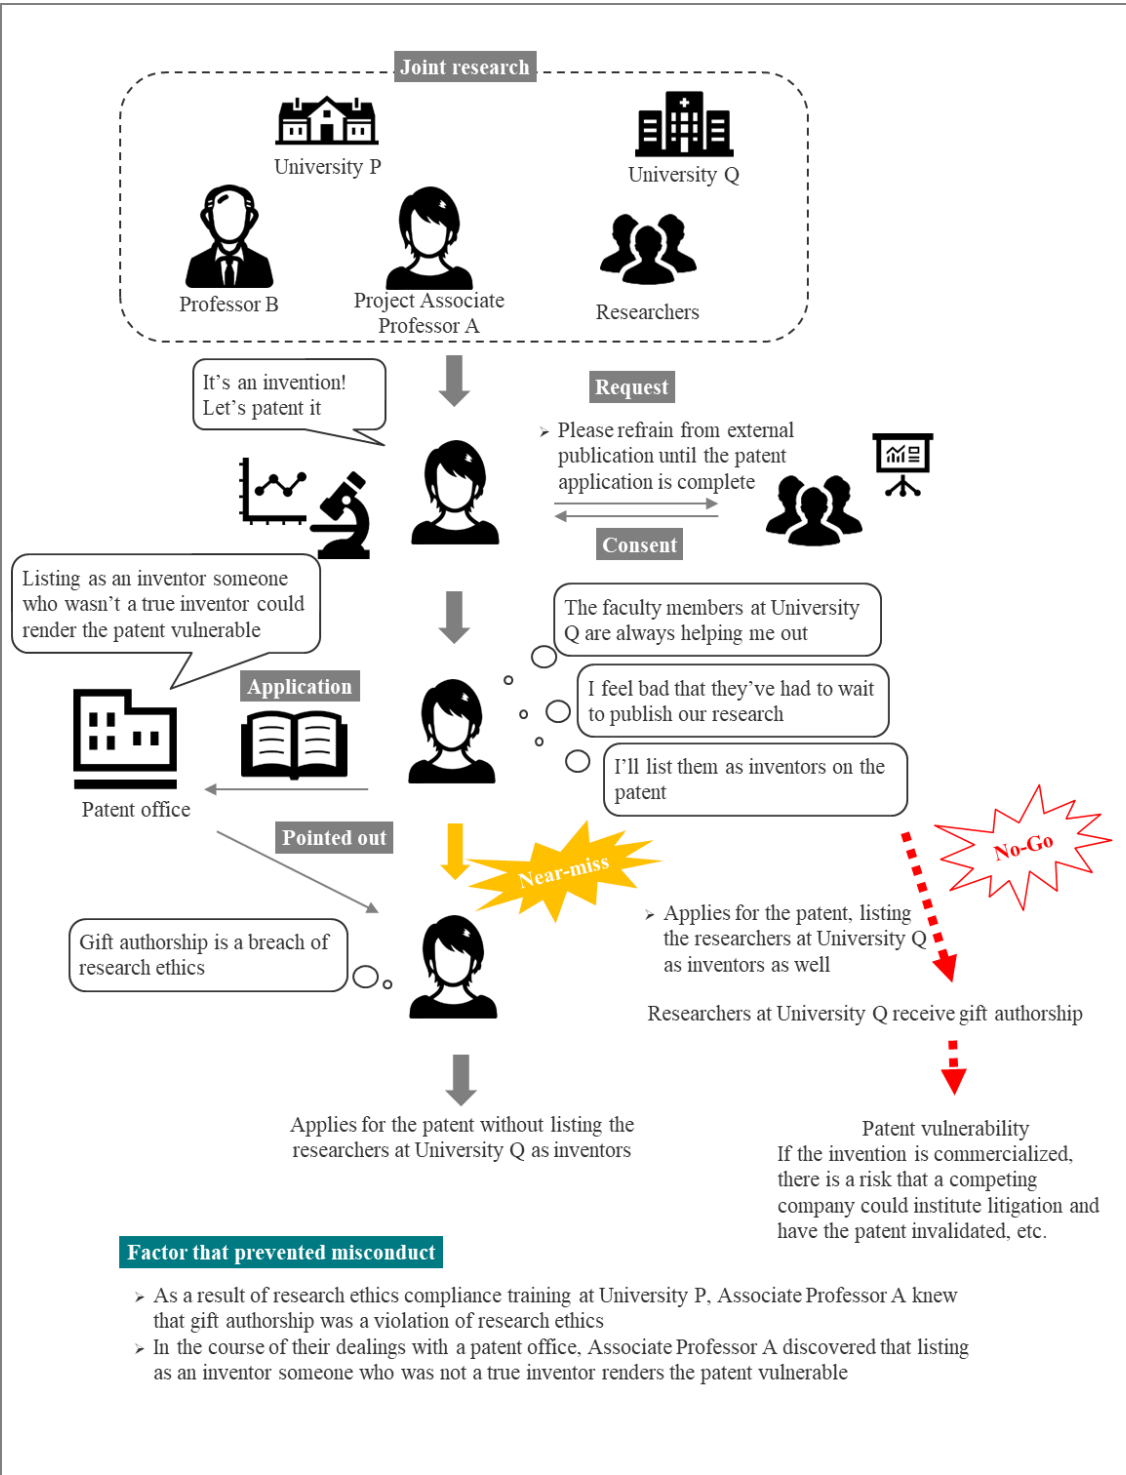 Joint research
University P
University Q
Professor B
Project Associate
Professor A
Researchers
It's an invention!
Let's patent it
Request
➢ Please refrain from external
publication until the patent
application is complete
Consent
Listing as an inventor someone
who wasn't a true inventor could
render the patent vulnerable
The faculty members at University
Q are always helping me out
I feel bad that they've had to wait
to publish our research
I'll list them as inventors on the
patent
Application
Patent office
Pointed out
Near-miss
No-Go
Gift authorship is a breach of
research ethics
➢ Applies for the patent, listing
the researchers at University Q
as inventors as well
Researchers at University Q receive gift authorship
Applies for the patent without listing the
researchers at University Q as inventors
Patent vulnerability
If the invention is commercialized,
there is a risk that a competing
company could institute litigation and
have the patent invalidated, etc.
Factor that prevented misconduct
➢ As a result of research ethics compliance training at University P, Associate Professor A knew
that gift authorship was a violation of research ethics
➢ In the course of their dealings with a patent office, Associate Professor A discovered that listing
as an inventor someone who was not a true inventor renders the patent vulnerable